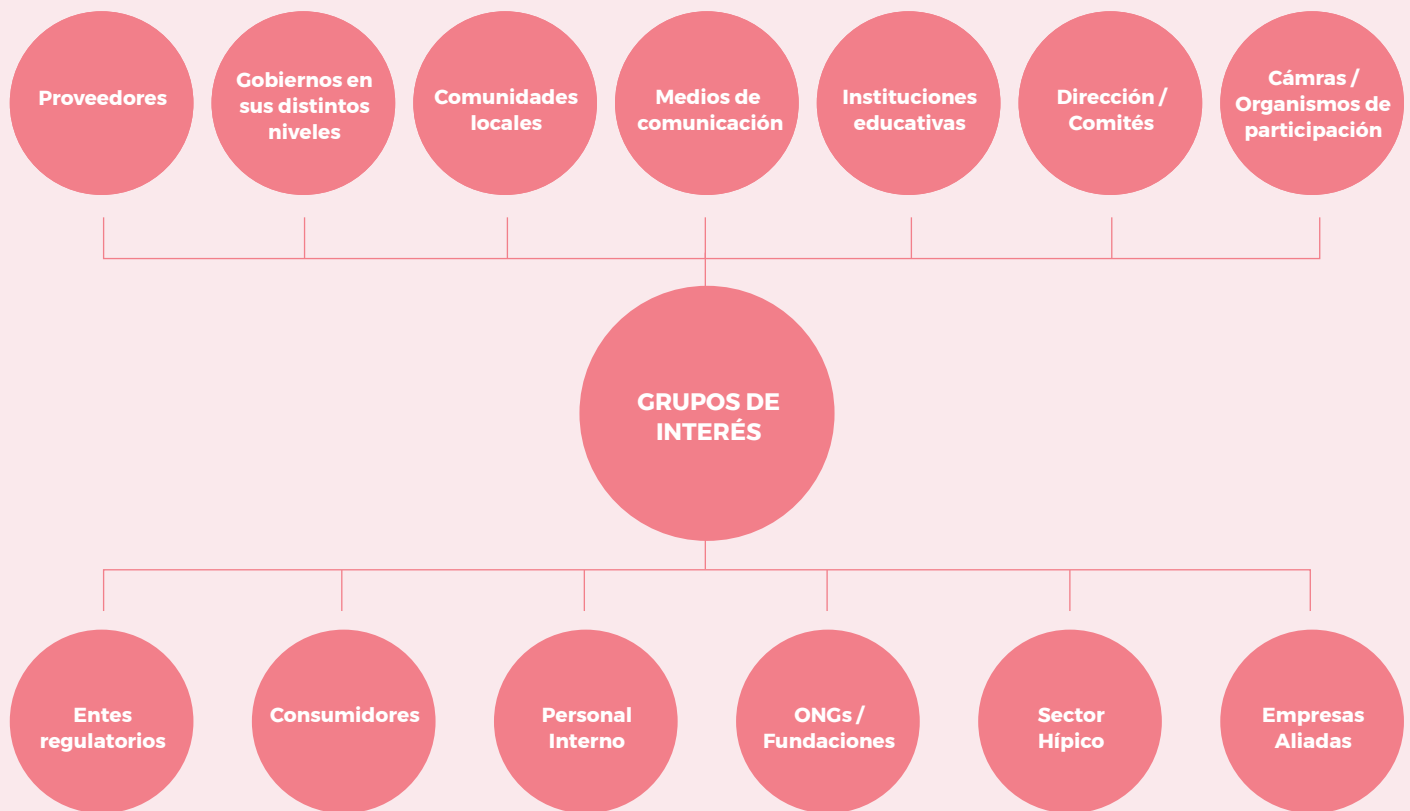 Proveedores
Gobiernos en
sus distintos
niveles
Comunidades
locales
Medios de
comunicación
Instituciones
educativas
Dirección /
Comités
Cámras /
Organismos de
participación
GRUPOS DE
INTERÉS
Entes
regulatorios
Consumidores
Personal
Interno
ONGs /
Fundaciones
Sector
Hípico
Empresas
Aliadas